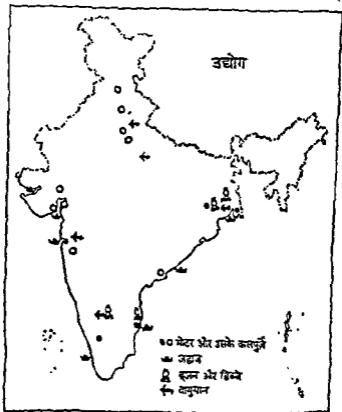 उद्योग
मोटर और उसके कलपुर्जे
जहाज
इंजन और डिब्बे
वायुयान